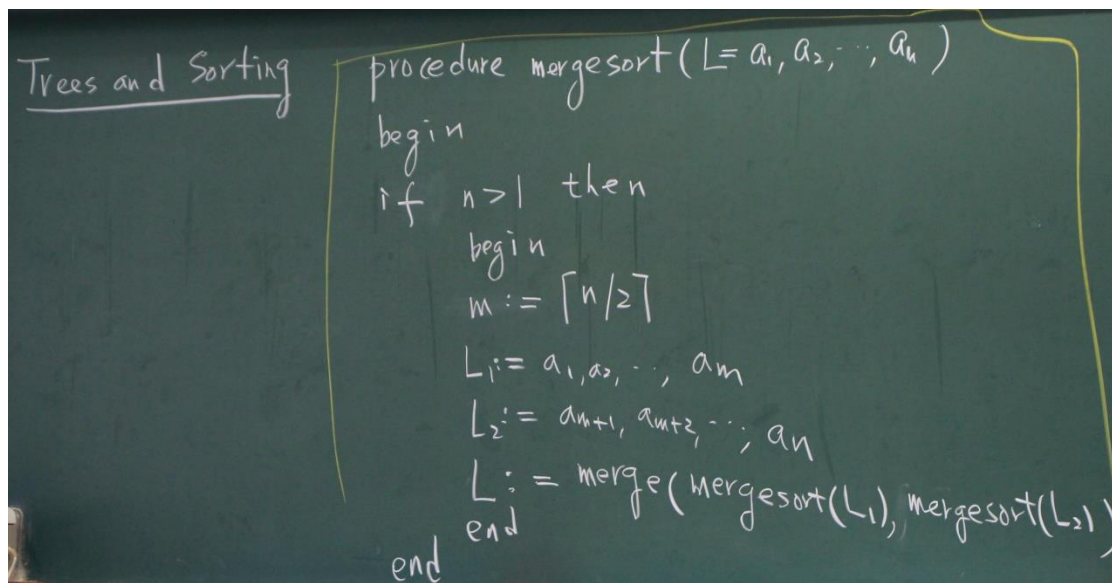 Trees and Sorting
procedure mergesort (L = a₁, a₂, ⋯, aₙ)
begin
if n>1 then
begin
m := ⌈n/2⌉
L₁:= a₁, a₂, ⋯, aₘ
L₂:= aₘ₊₁, aₘ₊₂, ⋯, aₙ
L := merge(mergesort(L₁), mergesort(L₂))
end
end